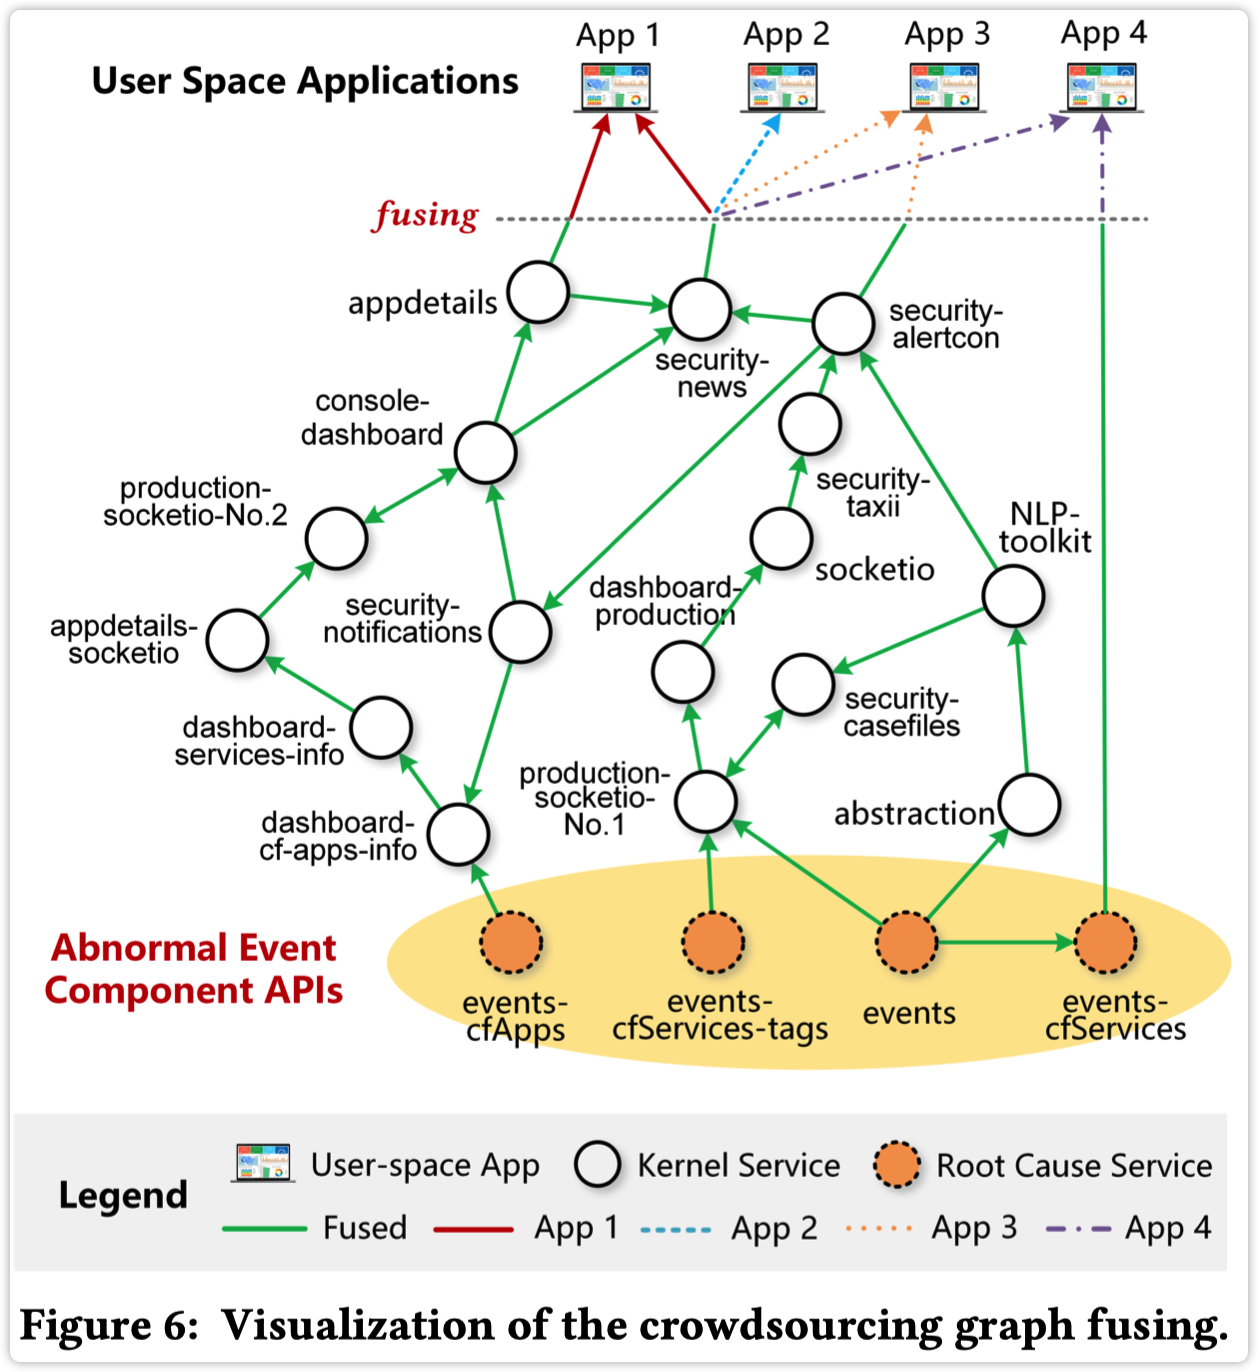 App 1
App 2
App 3
App 4
User Space Applications
fusing
appdetails
security-
alertcon
security-
news
console-
dashboard
production-
socketio-No.2
security-
taxii
NLP-
toolkit
socketio
dashboard-
production
security-
notifications
appdetails-
socketio
security-
casefiles
dashboard-
services-info
production-
socketio-
No.1
abstraction
dashboard-
cf-apps-info
Abnormal Event
Component APIs
events-
cfApps
events-
cfServices-tags
events
events-
cfServices
Legend
User-space App
Kernel Service
Root Cause Service
Fused
App 1
App 2
App 3
App 4
Figure 6: Visualization of the crowdsourcing graph fusing.